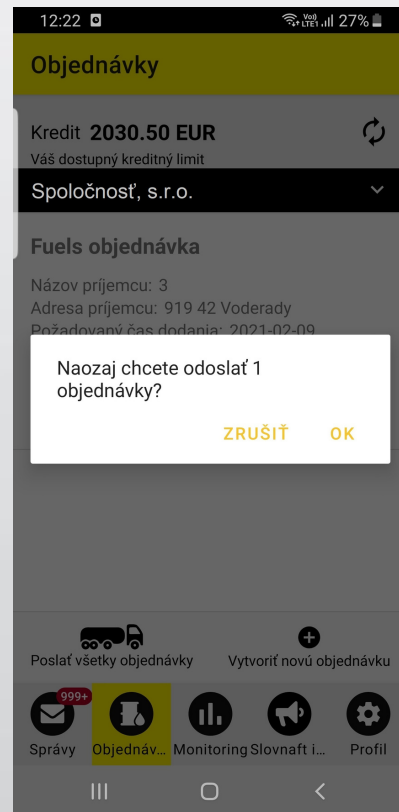 12:22
Vo)) LTE1 27%
Objednávky
Kredit 2030.50 EUR
Váš dostupný kreditný limit
Spoločnosť, s.r.o.
Fuels objednávka
Názov príjemcu: 3
Adresa príjemcu: 919 42 Voderady
Požadovaný čas dodania: 2021-02-09
Naozaj chcete odoslať 1
objednávky?
ZRUŠIŤ OK
Poslať všetky objednávky Vytvoriť novú objednávku
999+
Správy Objednáv... Monitoring Slovnaft i... Profil